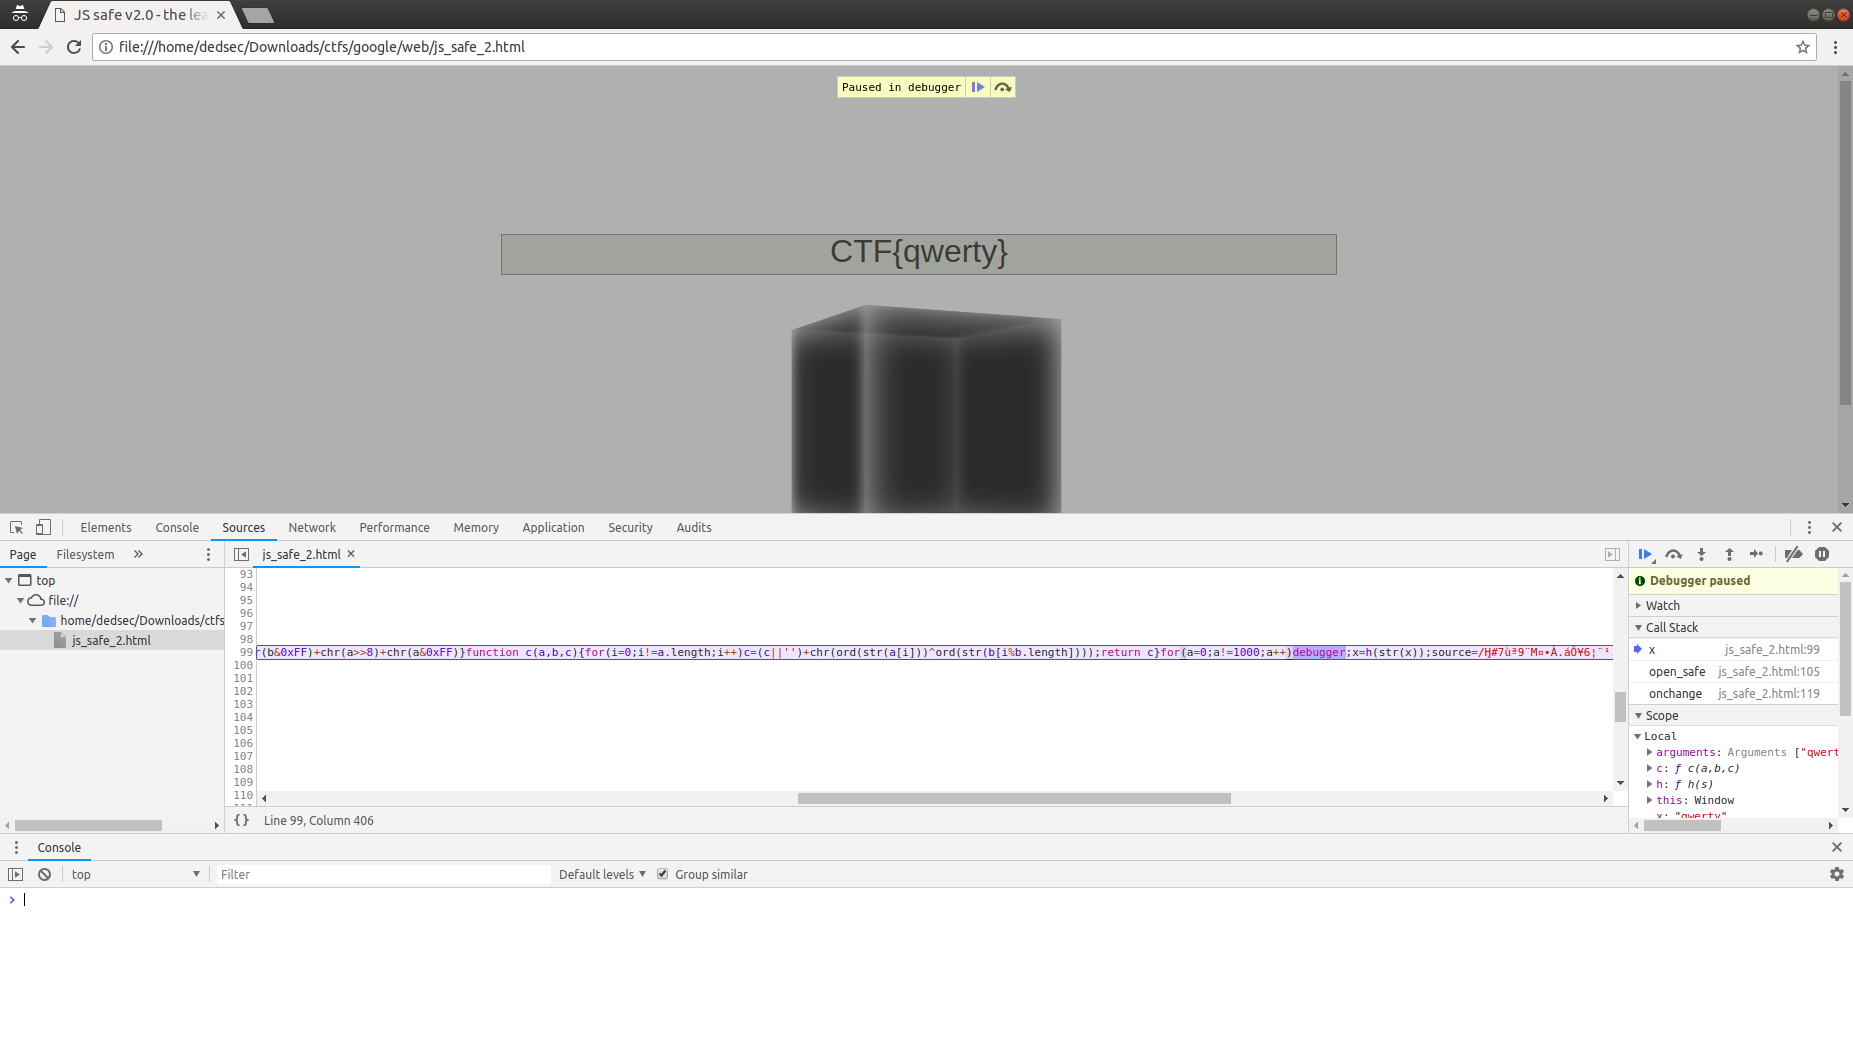 JS safe v2.0 - the lea
file:///home/dedsec/Downloads/ctfs/google/web/js_safe_2.html
Paused in debugger
CTF{qwerty}
Elements Console Sources Network Performance Memory Application Security Audits
Page Filesystem »
js_safe_2.html
top
file://
home/dedsec/Downloads/ctfs
js_safe_2.html
93
94
95
96
97
98
99 r(b&0xFF)+chr(a>>8)+chr(a&0xFF)}function c(a,b,c){for(i=0;i!=a.length;i++)c=(c||'')+chr(ord(str(a[i]))^ord(str(b[i%b.length])));return c}for(a=0;a!=1000;a++)debugger;x=h(str(x));source=
100
101
102
103
104
105
106
107
108
109
110
{} Line 99, Column 406
Debugger paused
Watch
Call Stack
x js_safe_2.html:99
open_safe js_safe_2.html:105
onchange js_safe_2.html:119
Scope
Local
arguments: Arguments ["qwert
c: ƒ c(a,b,c)
h: ƒ h(s)
this: Window
x: "qwerty"
Console
top Filter Default levels Group similar
>